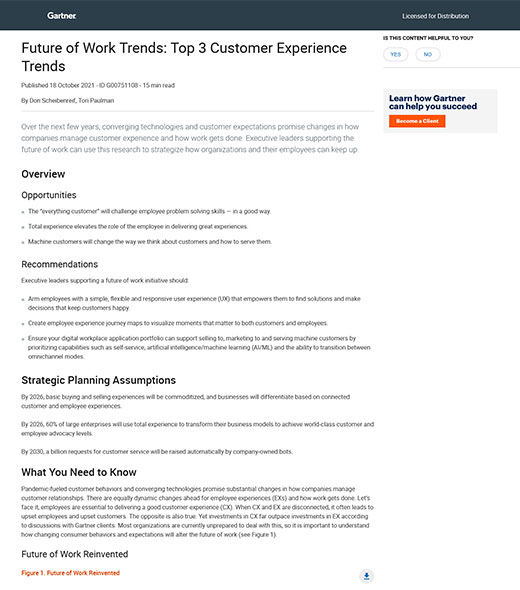 Gartner.
Licensed for Distribution
Future of Work Trends: Top 3 Customer Experience
Trends
Published 18 October 2021 - ID G00751108 - 15 min read
By Don Scheibenreif, Tori Paulman
Over the next few years, converging technologies and customer expectations promise changes in how
companies manage customer experience and how work gets done. Executive leaders supporting the
future of work can use this research to strategize how organizations and their employees can keep up.
Overview
Opportunities
The "everything customer" will challenge employee problem solving skills — in a good way.
Total experience elevates the role of the employee in delivering great experiences.
Machine customers will change the way we think about customers and how to serve them.
Recommendations
Executive leaders supporting a future of work initiative should:
Arm employees with a simple, flexible and responsive user experience (UX) that empowers them to find solutions and make
decisions that keep customers happy.
Create employee experience journey maps to visualize moments that matter to both customers and employees.
Ensure your digital workplace application portfolio can support selling to, marketing to and serving machine customers by
prioritizing capabilities such as self-service, artificial intelligence/machine learning (AI/ML) and the ability to transition between
omnichannel modes.
Strategic Planning Assumptions
By 2026, basic buying and selling experiences will be commoditized, and businesses will differentiate based on connected
customer and employee experiences.
By 2026, 60% of large enterprises will use total experience to transform their business models to achieve world-class customer and
employee advocacy levels.
By 2030, a billion requests for customer service will be raised automatically by company-owned bots.
What You Need to Know
Pandemic-fueled customer behaviors and converging technologies promise substantial changes in how companies manage
customer relationships. There are equally dynamic changes ahead for employee experiences (EXs) and how work gets done. Let's
face it, employees are essential to delivering a good customer experience (CX). When CX and EX are disconnected, it often leads to
upset employees and upset customers. The opposite is also true. Yet investments in CX far outpace investments in EX according
to discussions with Gartner clients. Most organizations are currently unprepared to deal with this, so it is important to understand
how changing consumer behaviors and expectations will alter the future of work (see Figure 1).
Future of Work Reinvented
Figure 1. Future of Work Reinvented
IS THIS CONTENT HELPFUL TO YOU?
YES
NO
Learn how Gartner
can help you succeed
Become a Client